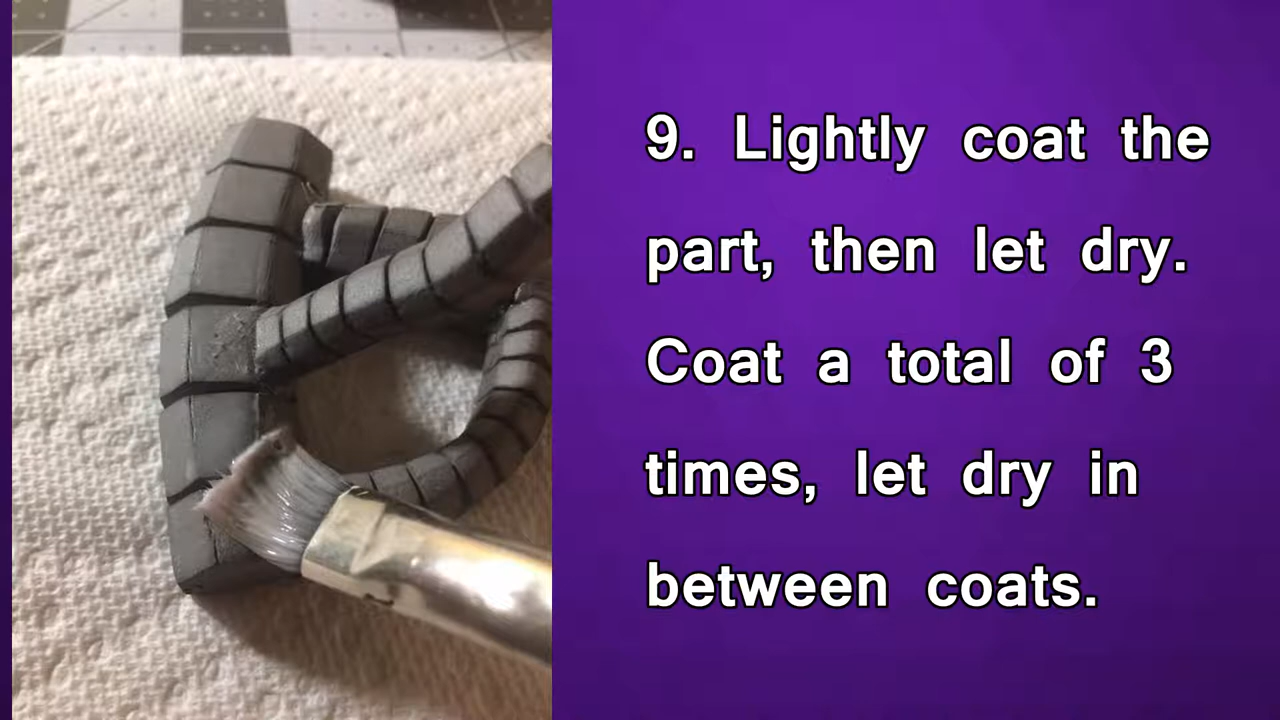 9. Lightly coat the
part, then let dry.
Coat a total of 3
times, let dry in
between coats.